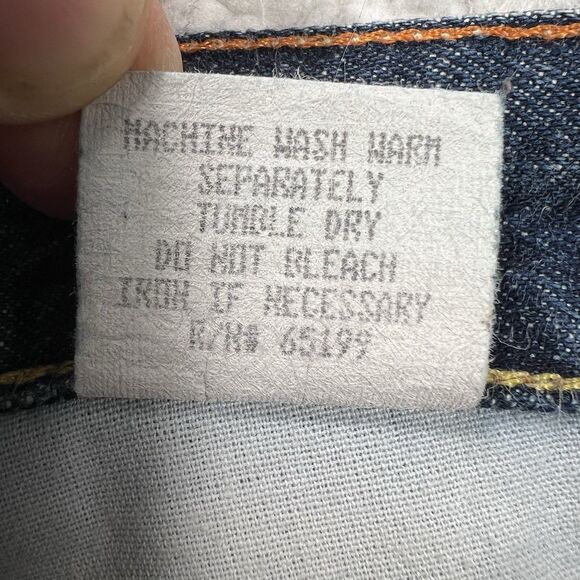 MACHINE WASH WARM
SEPARATELY
TUMBLE DRY
DO NOT BLEACH
IRON IF NECESSARY
R/N# 65199